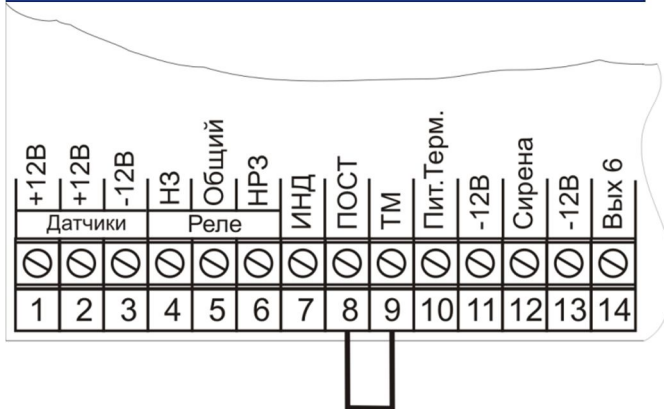 +12В +12В -12В НЗ Общий НРЗ ИНД ПОСТ ТМ Пит.Терм. -12В Сирена -12В Вых 6
Датчики Реле
1 2 3 4 5 6 7 8 9 10 11 12 13 14